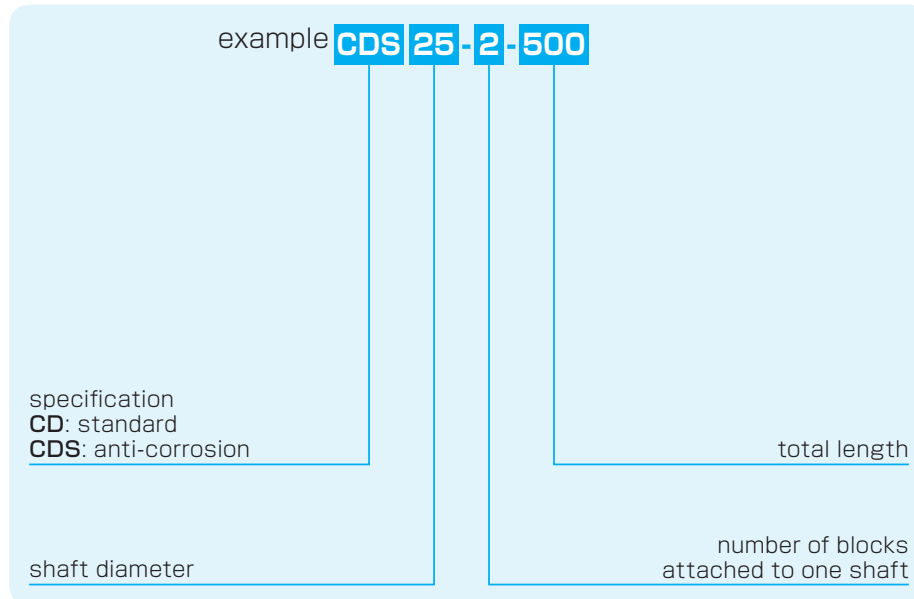 example CDS 25 - 2 - 500
specification
CD: standard
CDS: anti-corrosion
total length
shaft diameter
number of blocks
attached to one shaft